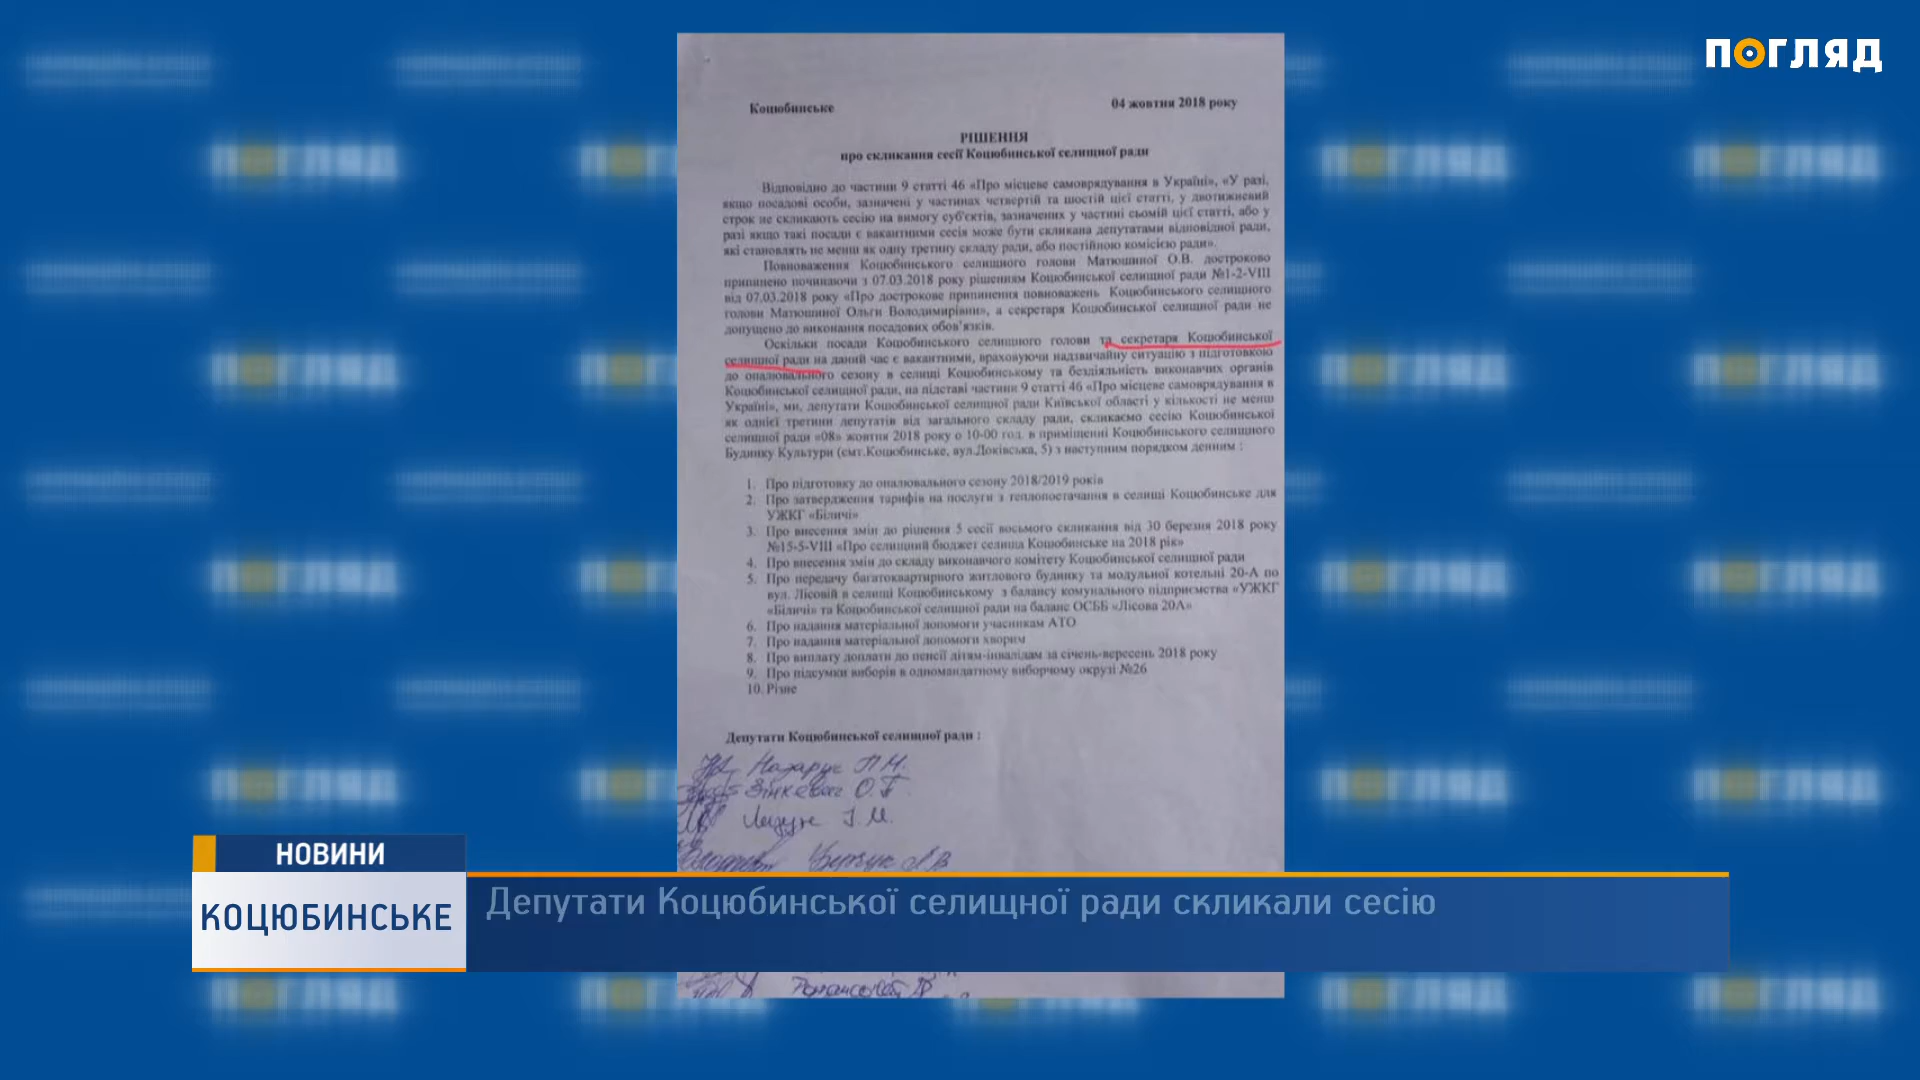 ПОГЛЯД
Коцюбинське
04 жовтня 2018 року
РІШЕННЯ
про скликання сесії Коцюбинської селищної ради
Відповідно до частини 9 статті 46 «Про місцеве самоврядування в Україні», «У разі,
якщо посадові особи, зазначені у частинах четвертій та шостій цієї статті, у двотижневий
строк не скликають сесію на вимогу суб'єктів, зазначених у частині сьомій цієї статті, або у
разі якщо такі посади є вакантними сесія може бути скликана депутатами відповідної ради,
які становлять не менш як одну третину складу ради, або постійною комісією ради».
Повноваження Коцюбинського селищного голови Матюшиної О.В. достроково
припинено починаючи з 07.03.2018 року рішенням Коцюбинської селищної ради №1-2-VIII
від 07.03.2018 року «Про дострокове припинення повноважень Коцюбинського селищного
голови Матюшиної Ольги Володимирівни», а секретаря Коцюбинської селищної ради не
допущено до виконання посадових обов'язків.
Оскільки посади Коцюбинського селищного голови та секретаря Коцюбинської
селищної ради на даний час є вакантними, враховуючи надзвичайну ситуацію з підготовкою
до опалювального сезону в селищі Коцюбинському та бездіяльність виконавчих органів
Коцюбинської селищної ради, на підставі частини 9 статті 46 «Про місцеве самоврядування в
Україні», ми, депутати Коцюбинської селищної ради Київської області у кількості не менш
як однієї третини депутатів від загального складу ради, скликаємо сесію Коцюбинської
селищної ради «08» жовтня 2018 року о 10-00 год. в приміщенні Коцюбинського селищного
Будинку Культури (смт.Коцюбинське, вул.Доківська, 5) з наступним порядком денним :
1. Про підготовку до опалювального сезону 2018/2019 років
2. Про затвердження тарифів на послуги з теплопостачання в селищі Коцюбинське для
УЖКГ «Біличі»
3. Про внесення змін до рішення 5 сесії восьмого скликання від 30 березня 2018 року
№15-5-VIII «Про селищний бюджет селища Коцюбинське на 2018 рік»
4. Про внесення змін до складу виконавчого комітету Коцюбинської селищної ради
5. Про передачу багатоквартирного житлового будинку та модульної котельні 20-А по
вул. Лісовій в селищі Коцюбинському з балансу комунального підприємства «УЖКГ
«Біличі» та Коцюбинської селищної ради на баланс ОСББ «Лісова 20А»
6. Про надання матеріальної допомоги учасникам АТО
7. Про надання матеріальної допомоги хворим
8. Про виплату доплати до пенсії дітям-інвалідам за січень-вересень 2018 року
9. Про підсумки виборів в одномандатному виборчому окрузі №26
10. Різне
Депутати Коцюбинської селищної ради :
Назарук П.М.
Зінкевич О.Г.
І.М.
НОВИНИ
КОЦЮБИНСЬКЕ
Депутати Коцюбинської селищної ради скликали сесію